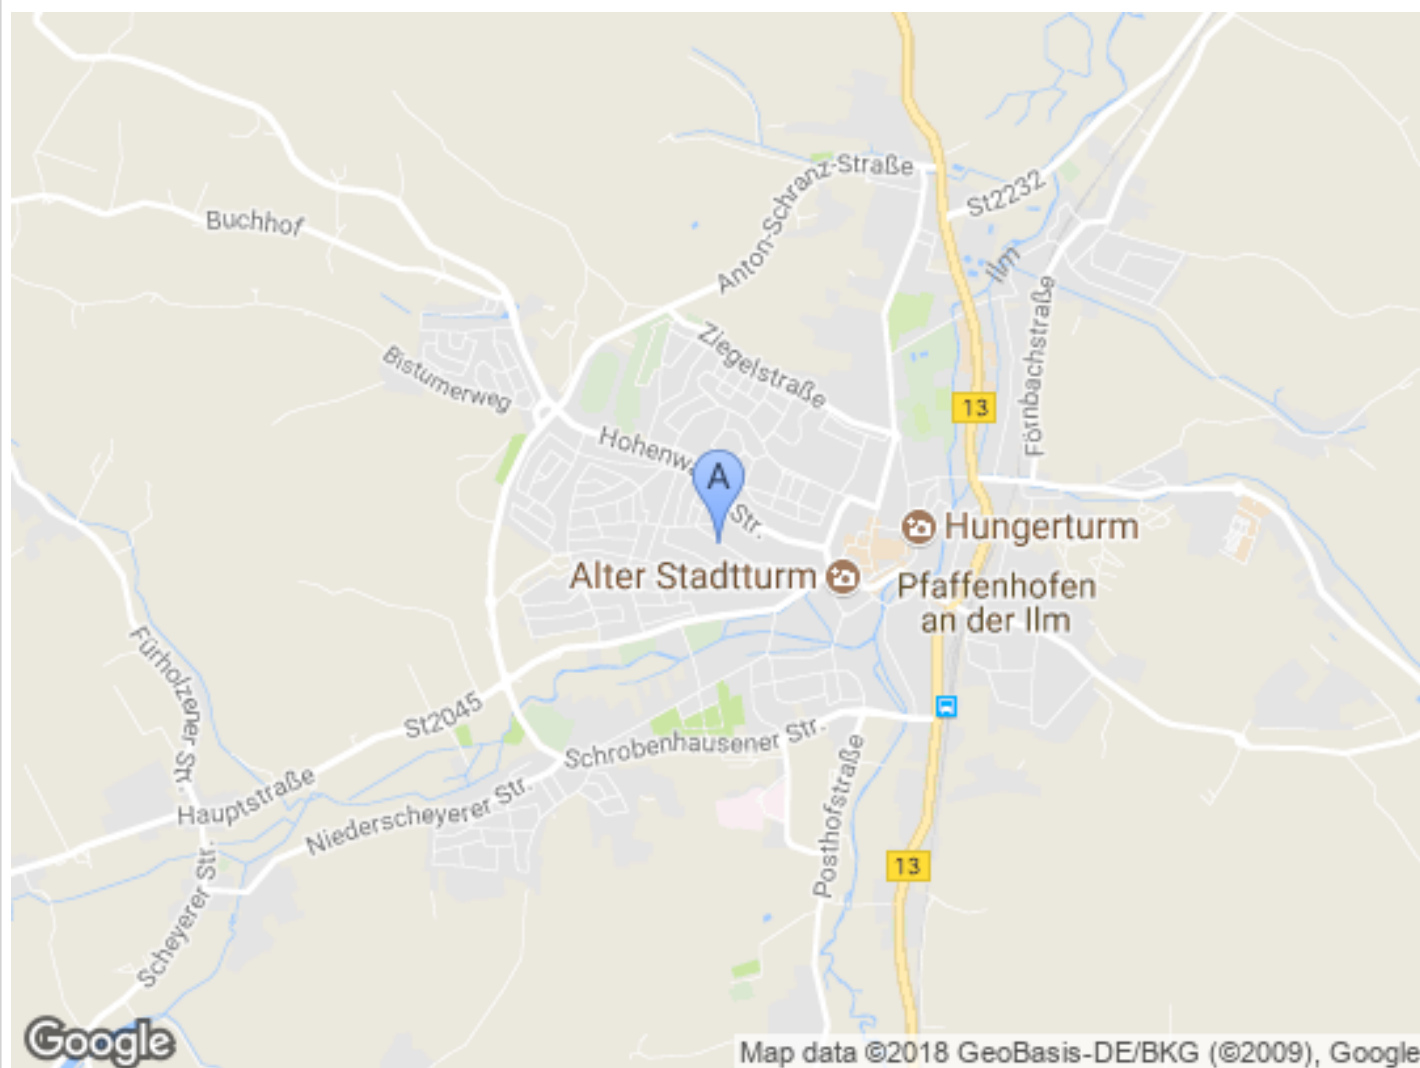 Anton-Schranz-Straße
St2232
Buchhof
Ilm
Ziegelstraße
Förnbachstraße
Bistumerweg
13
Hohenwa
A
Str.
Hungerturm
Alter Stadtturm
Pfaffenhofen
an der Ilm
Fürholzener Str.
St2045
Schrobenhausener Str.
Hauptstraße
Niederscheyerer Str.
Posthofstraße
13
Scheyerer Str.
Google
Map data ©2018 GeoBasis-DE/BKG (©2009), Google